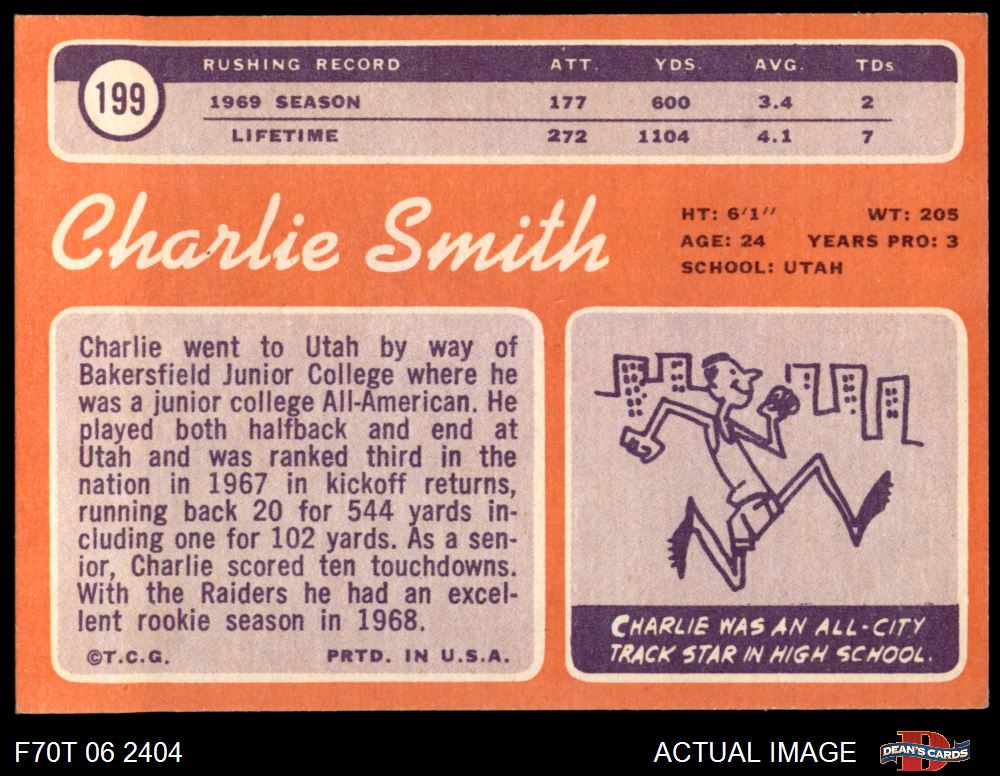 199
RUSHING RECORD ATT. YDS. AVG. TDs
1969 SEASON 177 600 3.4 2
LIFETIME 272 1104 4.1 7
Charlie Smith
HT: 6'1" WT: 205
AGE: 24 YEARS PRO: 3
SCHOOL: UTAH
Charlie went to Utah by way of
Bakersfield Junior College where he
was a junior college All-American. He
played both halfback and end at
Utah and was ranked third in the
nation in 1967 in kickoff returns,
running back 20 for 544 yards in-
cluding one for 102 yards. As a sen-
ior, Charlie scored ten touchdowns.
With the Raiders he had an excel-
lent rookie season in 1968.
©T.C.G. PRTD. IN U.S.A.
CHARLIE WAS AN ALL-CITY
TRACK STAR IN HIGH SCHOOL.
F70T 06 2404 ACTUAL IMAGE DEAN'S CARDS